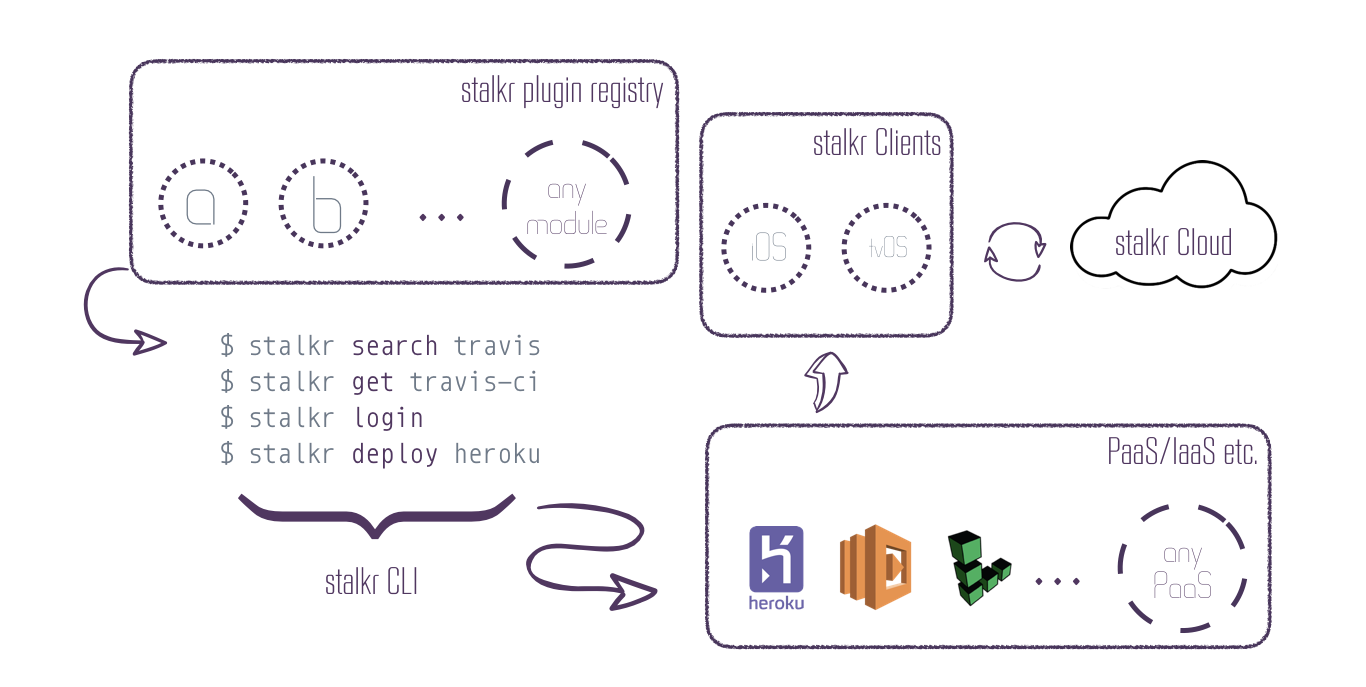 stalkr plugin registry
a
b
...
any
module
stalkr Clients
iOS
tvOS
stalkr Cloud
$ stalkr search travis
$ stalkr get travis-ci
$ stalkr login
$ stalkr deploy heroku
stalkr CLI
PaaS/IaaS etc.
heroku
...
any
PaaS